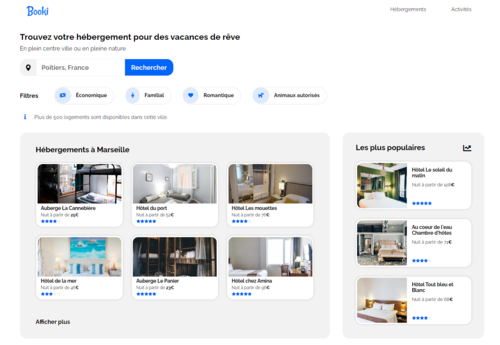 Booki
Hébergements
Activités
Trouvez votre hébergement pour des vacances de rêve
En plein centre ville ou en pleine nature
Poitiers, France
Rechercher
Filtres
Économique
Familial
Romantique
Animaux autorisés
Plus de 500 logements sont disponibles dans cette ville
Hébergements à Marseille
Auberge La Cannebière
Nuit à partir de 25€
Hôtel du port
Nuit à partir de 52€
Hôtel Les mouettes
Nuit à partir de 76€
Hôtel de la mer
Nuit à partir de 46€
Auberge Le Panier
Nuit à partir de 23€
Hôtel chez Amina
Nuit à partir de 96€
Afficher plus
Les plus populaires
Hôtel Le soleil du
matin
Nuit à partir de 128€
Au coeur de l'eau
Chambre d'hôtes
Nuit à partir de 71€
Hôtel Tout bleu et
Blanc
Nuit à partir de 68€